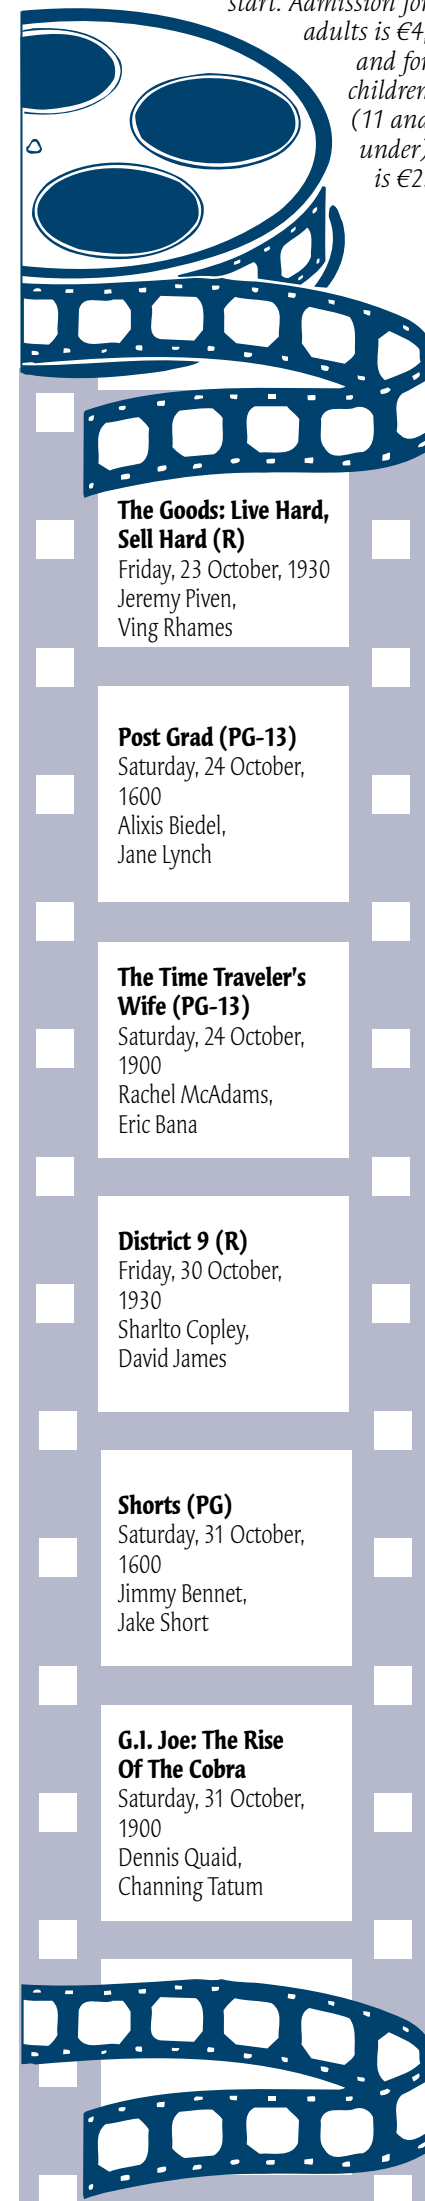 start. Admission for
adults is €4,
and for
children
(11 and
under)
is €2.
The Goods: Live Hard,
Sell Hard (R)
Friday, 23 October, 1930
Jeremy Piven,
Ving Rhames
Post Grad (PG-13)
Saturday, 24 October,
1600
Alixis Biedel,
Jane Lynch
The Time Traveler's
Wife (PG-13)
Saturday, 24 October,
1900
Rachel McAdams,
Eric Bana
District 9 (R)
Friday, 30 October,
1930
Sharlto Copley,
David James
Shorts (PG)
Saturday, 31 October,
1600
Jimmy Bennet,
Jake Short
G.I. Joe: The Rise
Of The Cobra
Saturday, 31 October,
1900
Dennis Quaid,
Channing Tatum